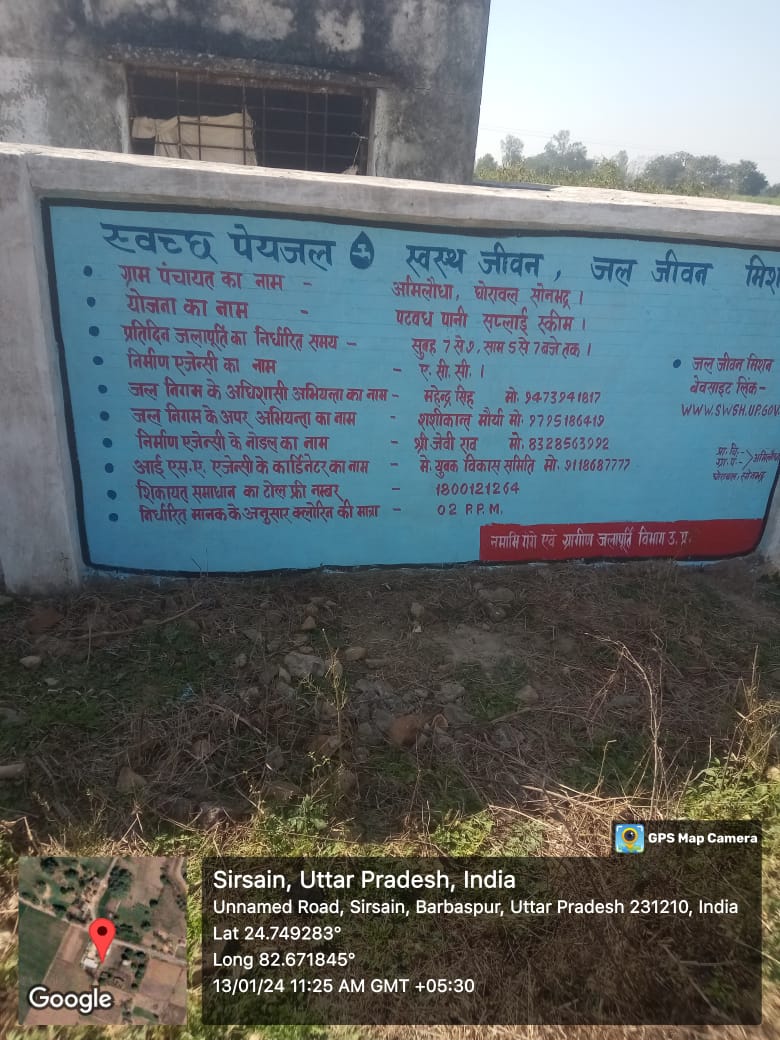 स्वच्छ पेयजल स्वस्थ जीवन, जल जीवन मिश
• ग्राम पंचायत का नाम - अमिलौधा, घोरावल सोनभद्र।
• योजना का नाम - पटवध पानी सप्लाई स्कीम।
• प्रतिदिन जलापूर्ति का निर्धारित समय - सुबह 7 से 9, साम 5 से 7 बजे तक।
• निर्माण एजेन्सी का नाम - ए. सी. सी.।
• जल निगम के अधिशासी अभियन्ता का नाम - महेन्द्र सिंह मो. 9473941817
• जल निगम के अपर अभियन्ता का नाम - शशीकान्त मौर्या मो. 9795186419
• निर्माण एजेन्सी के नोडल का नाम - श्री जेवी राव मो. 8328563992
• आई एस. ए. एजेन्सी के कार्डिनेटर का नाम - मे. युवक विकास समिति मो. 9118687777
• शिकायत समाधान का टोल फ्री नम्बर - 1800121264
• निर्धारित मानक के अनुसार क्लोरिन की मात्रा - 02 P.P.M.
• जल जीवन मिशन
वेवसाइट लिंक-
WWW.SWSH.UP.GOV
प्रा. वि.-
ग्रा. पं.- अमिलौधा
घोरावल, सोनभद्र
नमामि गंगे एवं ग्रामीण जलापूर्ति विभाग उ. प्र.
GPS Map Camera
Sirsain, Uttar Pradesh, India
Unnamed Road, Sirsain, Barbaspur, Uttar Pradesh 231210, India
Lat 24.749283°
Long 82.671845°
13/01/24 11:25 AM GMT +05:30
Google